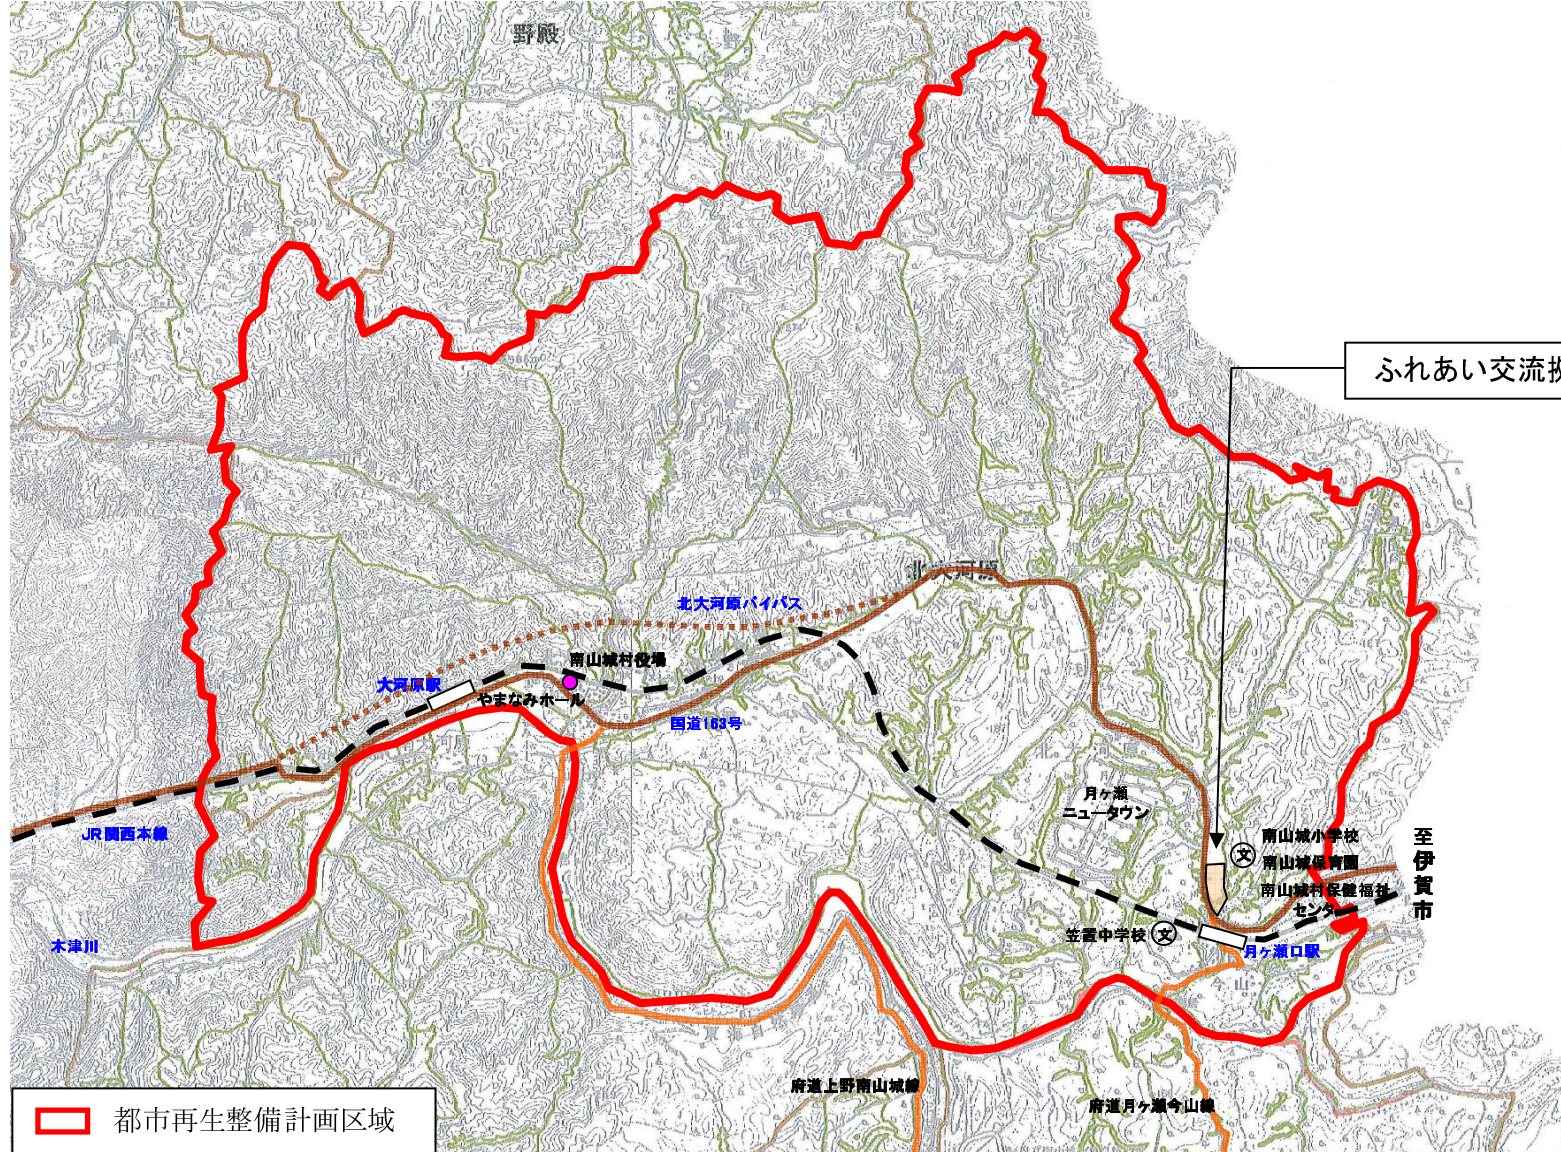 野殿
ふれあい交流拠
北大河原
北大河原バイパス
南山城村役場
大河原駅
やまなみホール
国道163号
月ヶ瀬
ニュータウン
JR関西本線
南山城小学校
南山城保育園
南山城村保健福祉
センター
至伊賀市
笠置中学校
文
文
月ヶ瀬口駅
木津川
今山
府道上野南山城線
府道月ヶ瀬今山線
都市再生整備計画区域